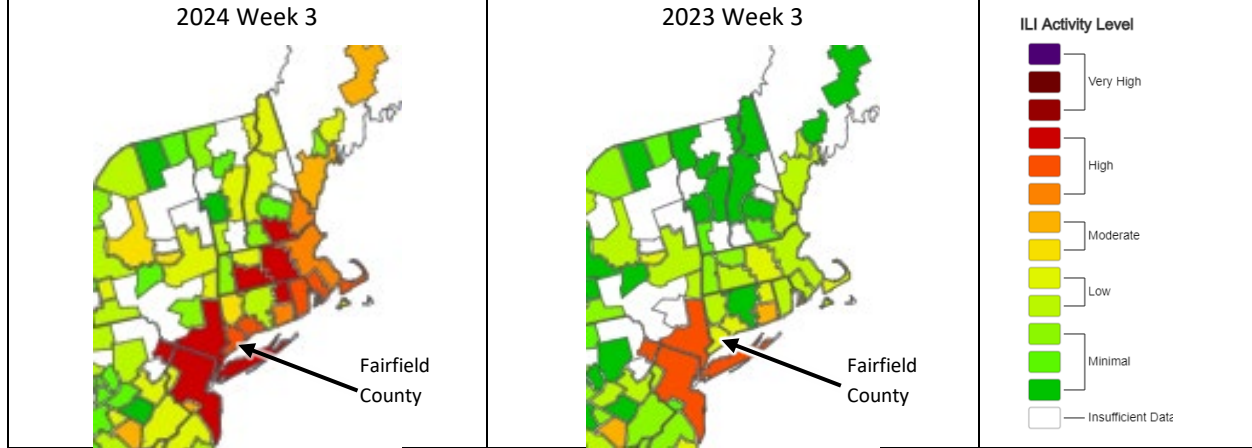 2024 Week 3
Fairfield
County
2023 Week 3
Fairfield
County
ILI Activity Level
Very High
High
Moderate
Low
Minimal
Insufficient Data